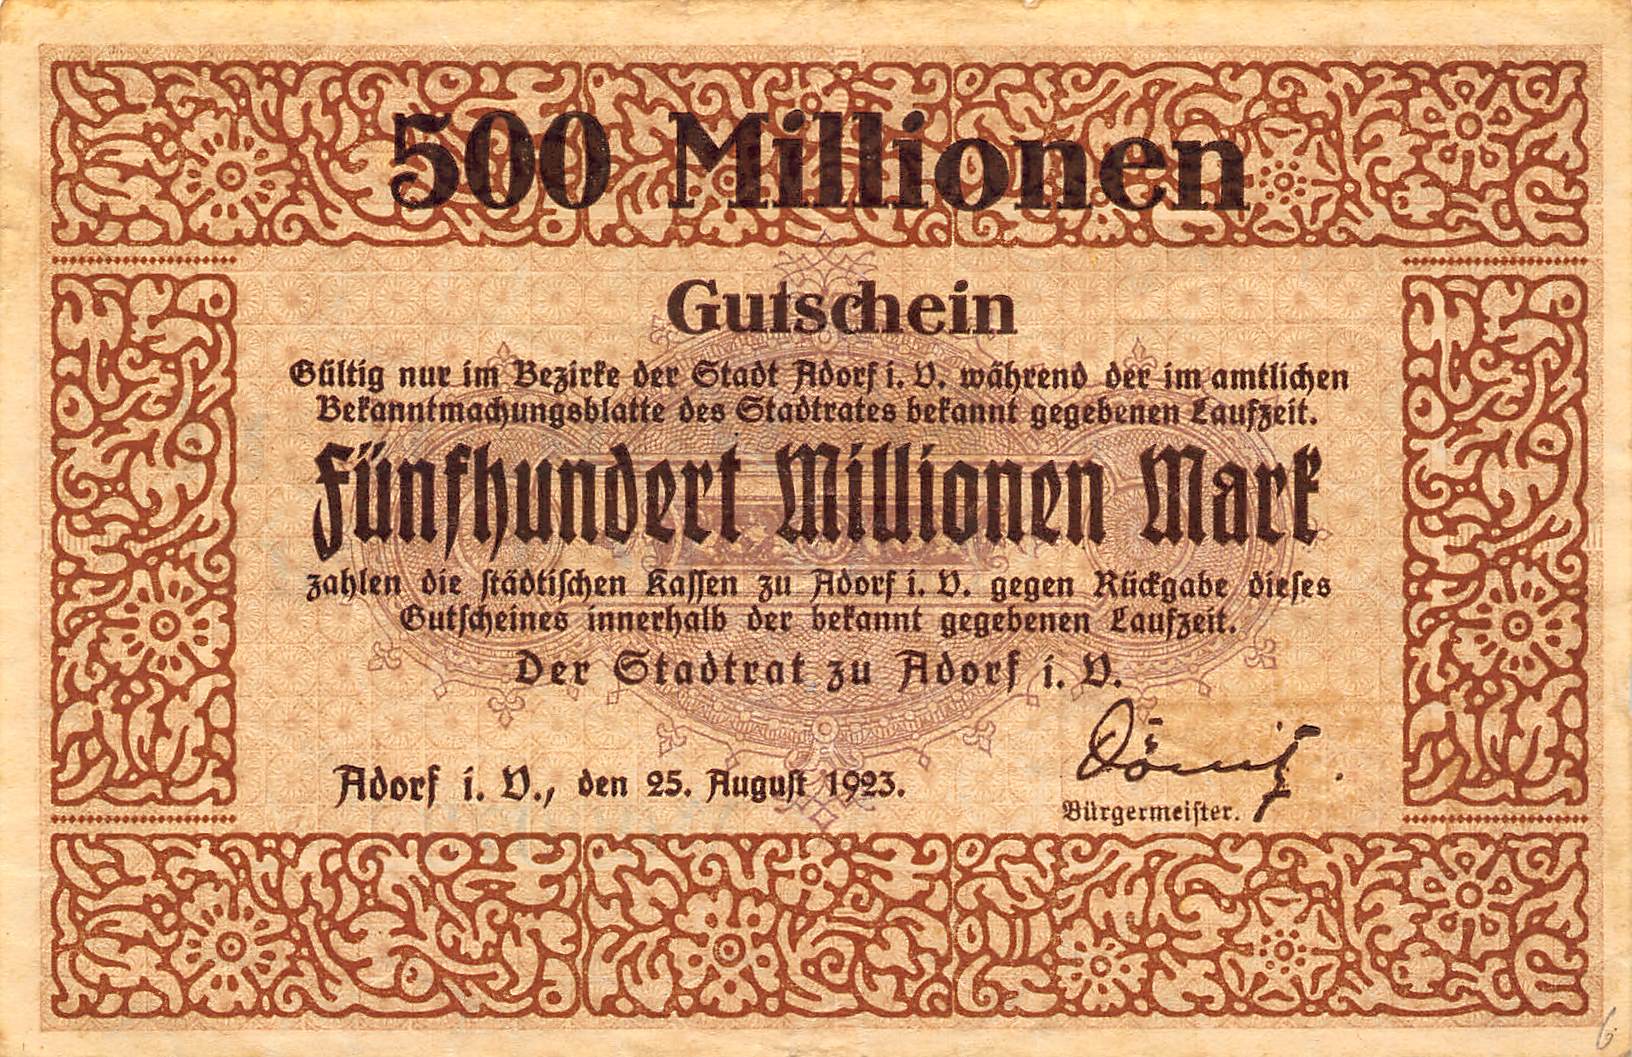 500 Millionen
Gutschein
Gültig nur im Bezirke der Stadt Adorf i. V. während der im amtlichen
Bekanntmachungsblatte des Stadtrates bekannt gegebenen Laufzeit.
Fünfhundert Millionen Mark
zahlen die städtischen Kassen zu Adorf i. V. gegen Rückgabe dieses
Gutscheines innerhalb der bekannt gegebenen Laufzeit.
Der Stadtrat zu Adorf i. V.
Adorf i. V., den 25. August 1923.
Bürgermeister.
6